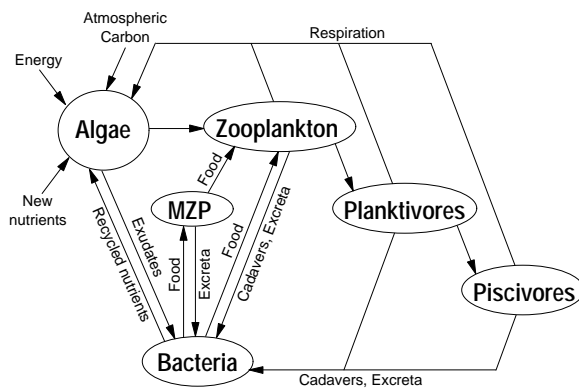 Atmospheric
Carbon
Respiration
Energy
Algae
Zooplankton
Food
New
nutrients
MZP
Planktivores
Recycled nutrients
Exudates
Food
Excreta
Food
Cadavers, Excreta
Piscivores
Bacteria
Cadavers, Excreta